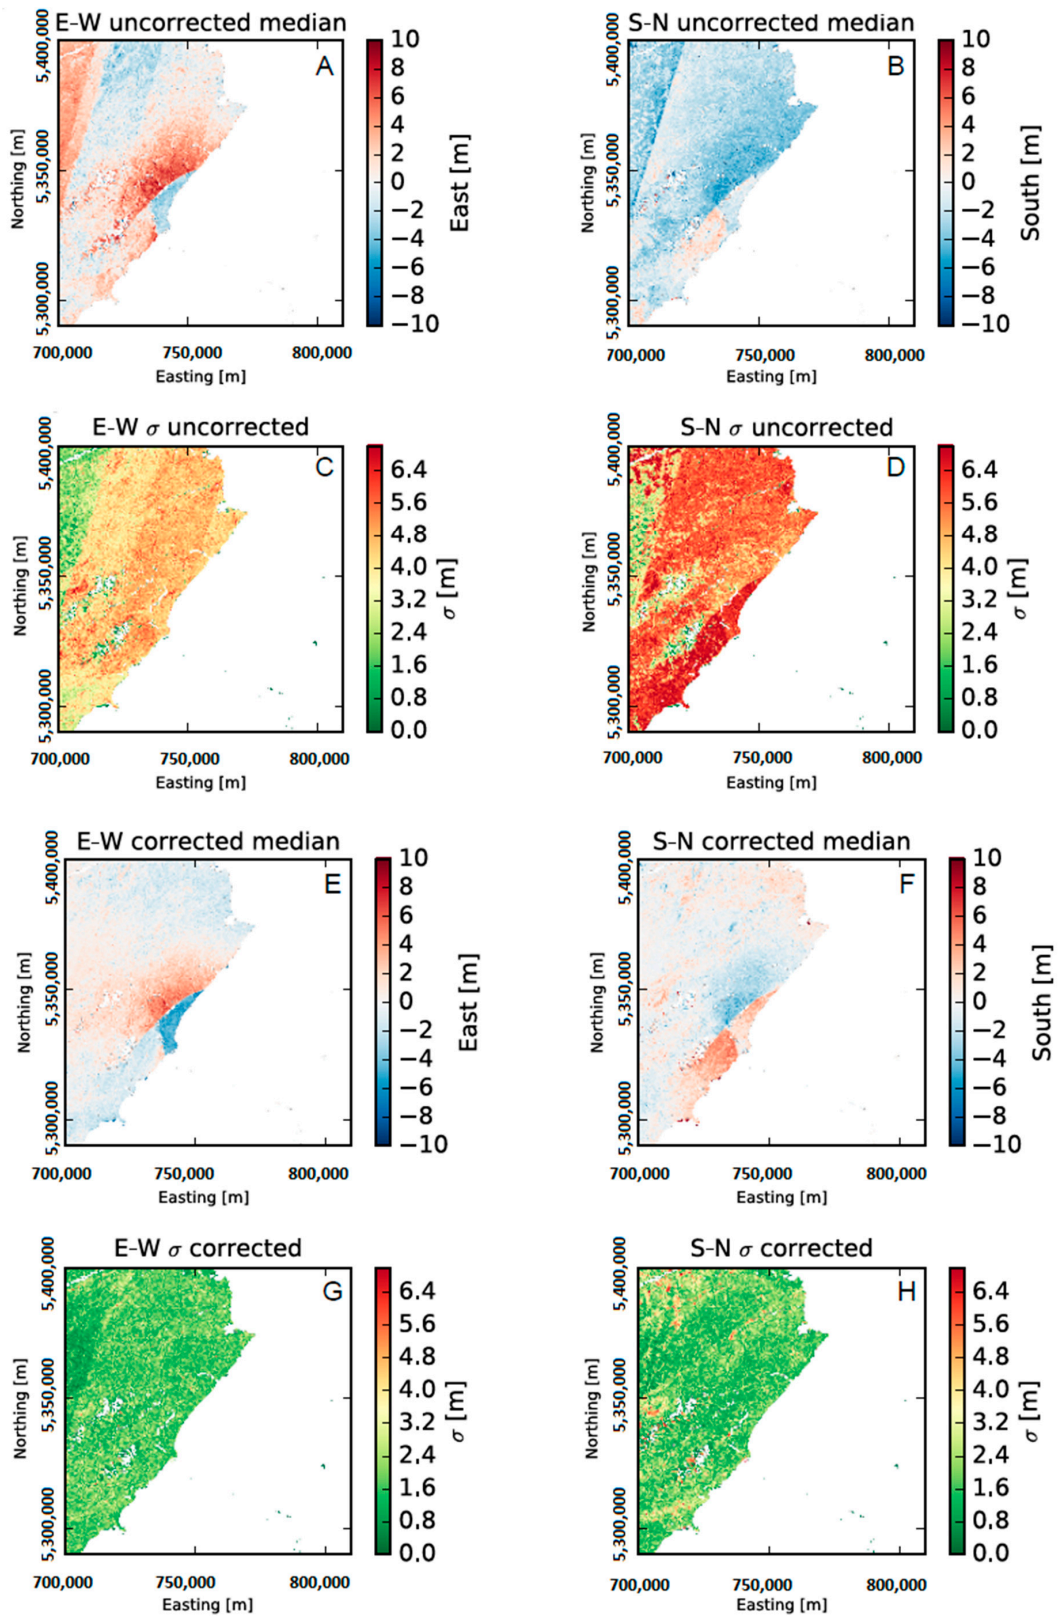 E-W uncorrected median
S-N uncorrected median
A
B
10
8
6
4
2
0
−2
−4
−6
−8
−10
East [m]
10
8
6
4
2
0
−2
−4
−6
−8
−10
South [m]
5,400,000
5,350,000
5,300,000
Northing [m]
700,000 750,000 800,000
Easting [m]
5,400,000
5,350,000
5,300,000
Northing [m]
700,000 750,000 800,000
Easting [m]
E-W σ uncorrected
S-N σ uncorrected
C
D
6.4
5.6
4.8
4.0
3.2
2.4
1.6
0.8
0.0
σ [m]
6.4
5.6
4.8
4.0
3.2
2.4
1.6
0.8
0.0
σ [m]
5,400,000
5,350,000
5,300,000
Northing [m]
700,000 750,000 800,000
Easting [m]
5,400,000
5,350,000
5,300,000
Northing [m]
700,000 750,000 800,000
Easting [m]
E-W corrected median
S-N corrected median
E
F
10
8
6
4
2
0
−2
−4
−6
−8
−10
East [m]
10
8
6
4
2
0
−2
−4
−6
−8
−10
South [m]
5,400,000
5,350,000
5,300,000
Northing [m]
700,000 750,000 800,000
Easting [m]
5,400,000
5,350,000
5,300,000
Northing [m]
700,000 750,000 800,000
Easting [m]
E-W σ corrected
S-N σ corrected
G
H
6.4
5.6
4.8
4.0
3.2
2.4
1.6
0.8
0.0
σ [m]
6.4
5.6
4.8
4.0
3.2
2.4
1.6
0.8
0.0
σ [m]
5,400,000
5,350,000
5,300,000
Northing [m]
700,000 750,000 800,000
Easting [m]
5,400,000
5,350,000
5,300,000
Northing [m]
700,000 750,000 800,000
Easting [m]